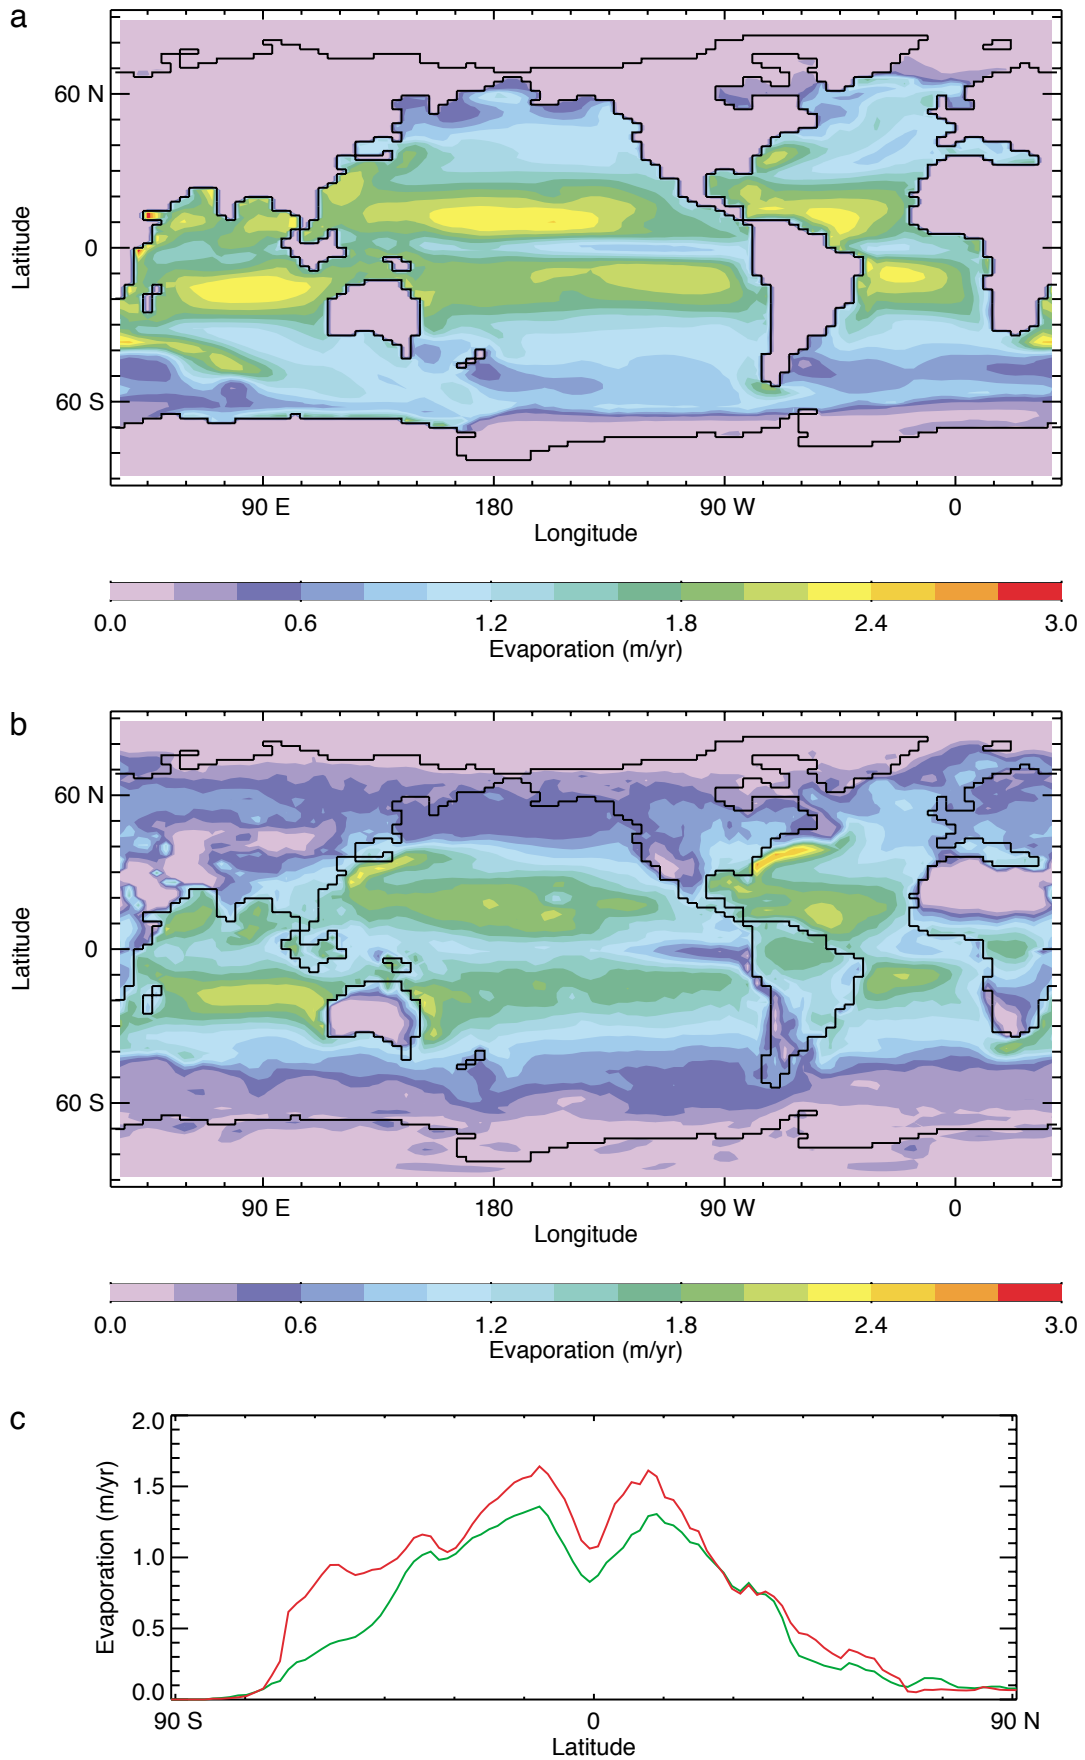 a
60 N
0
60 S
Latitude
90 E 180 90 W 0
Longitude
0.0 0.6 1.2 1.8 2.4 3.0
Evaporation (m/yr)
b
60 N
0
60 S
Latitude
90 E 180 90 W 0
Longitude
0.0 0.6 1.2 1.8 2.4 3.0
Evaporation (m/yr)
c
2.0
1.5
1.0
0.5
0.0
Evaporation (m/yr)
90 S 0 90 N
Latitude